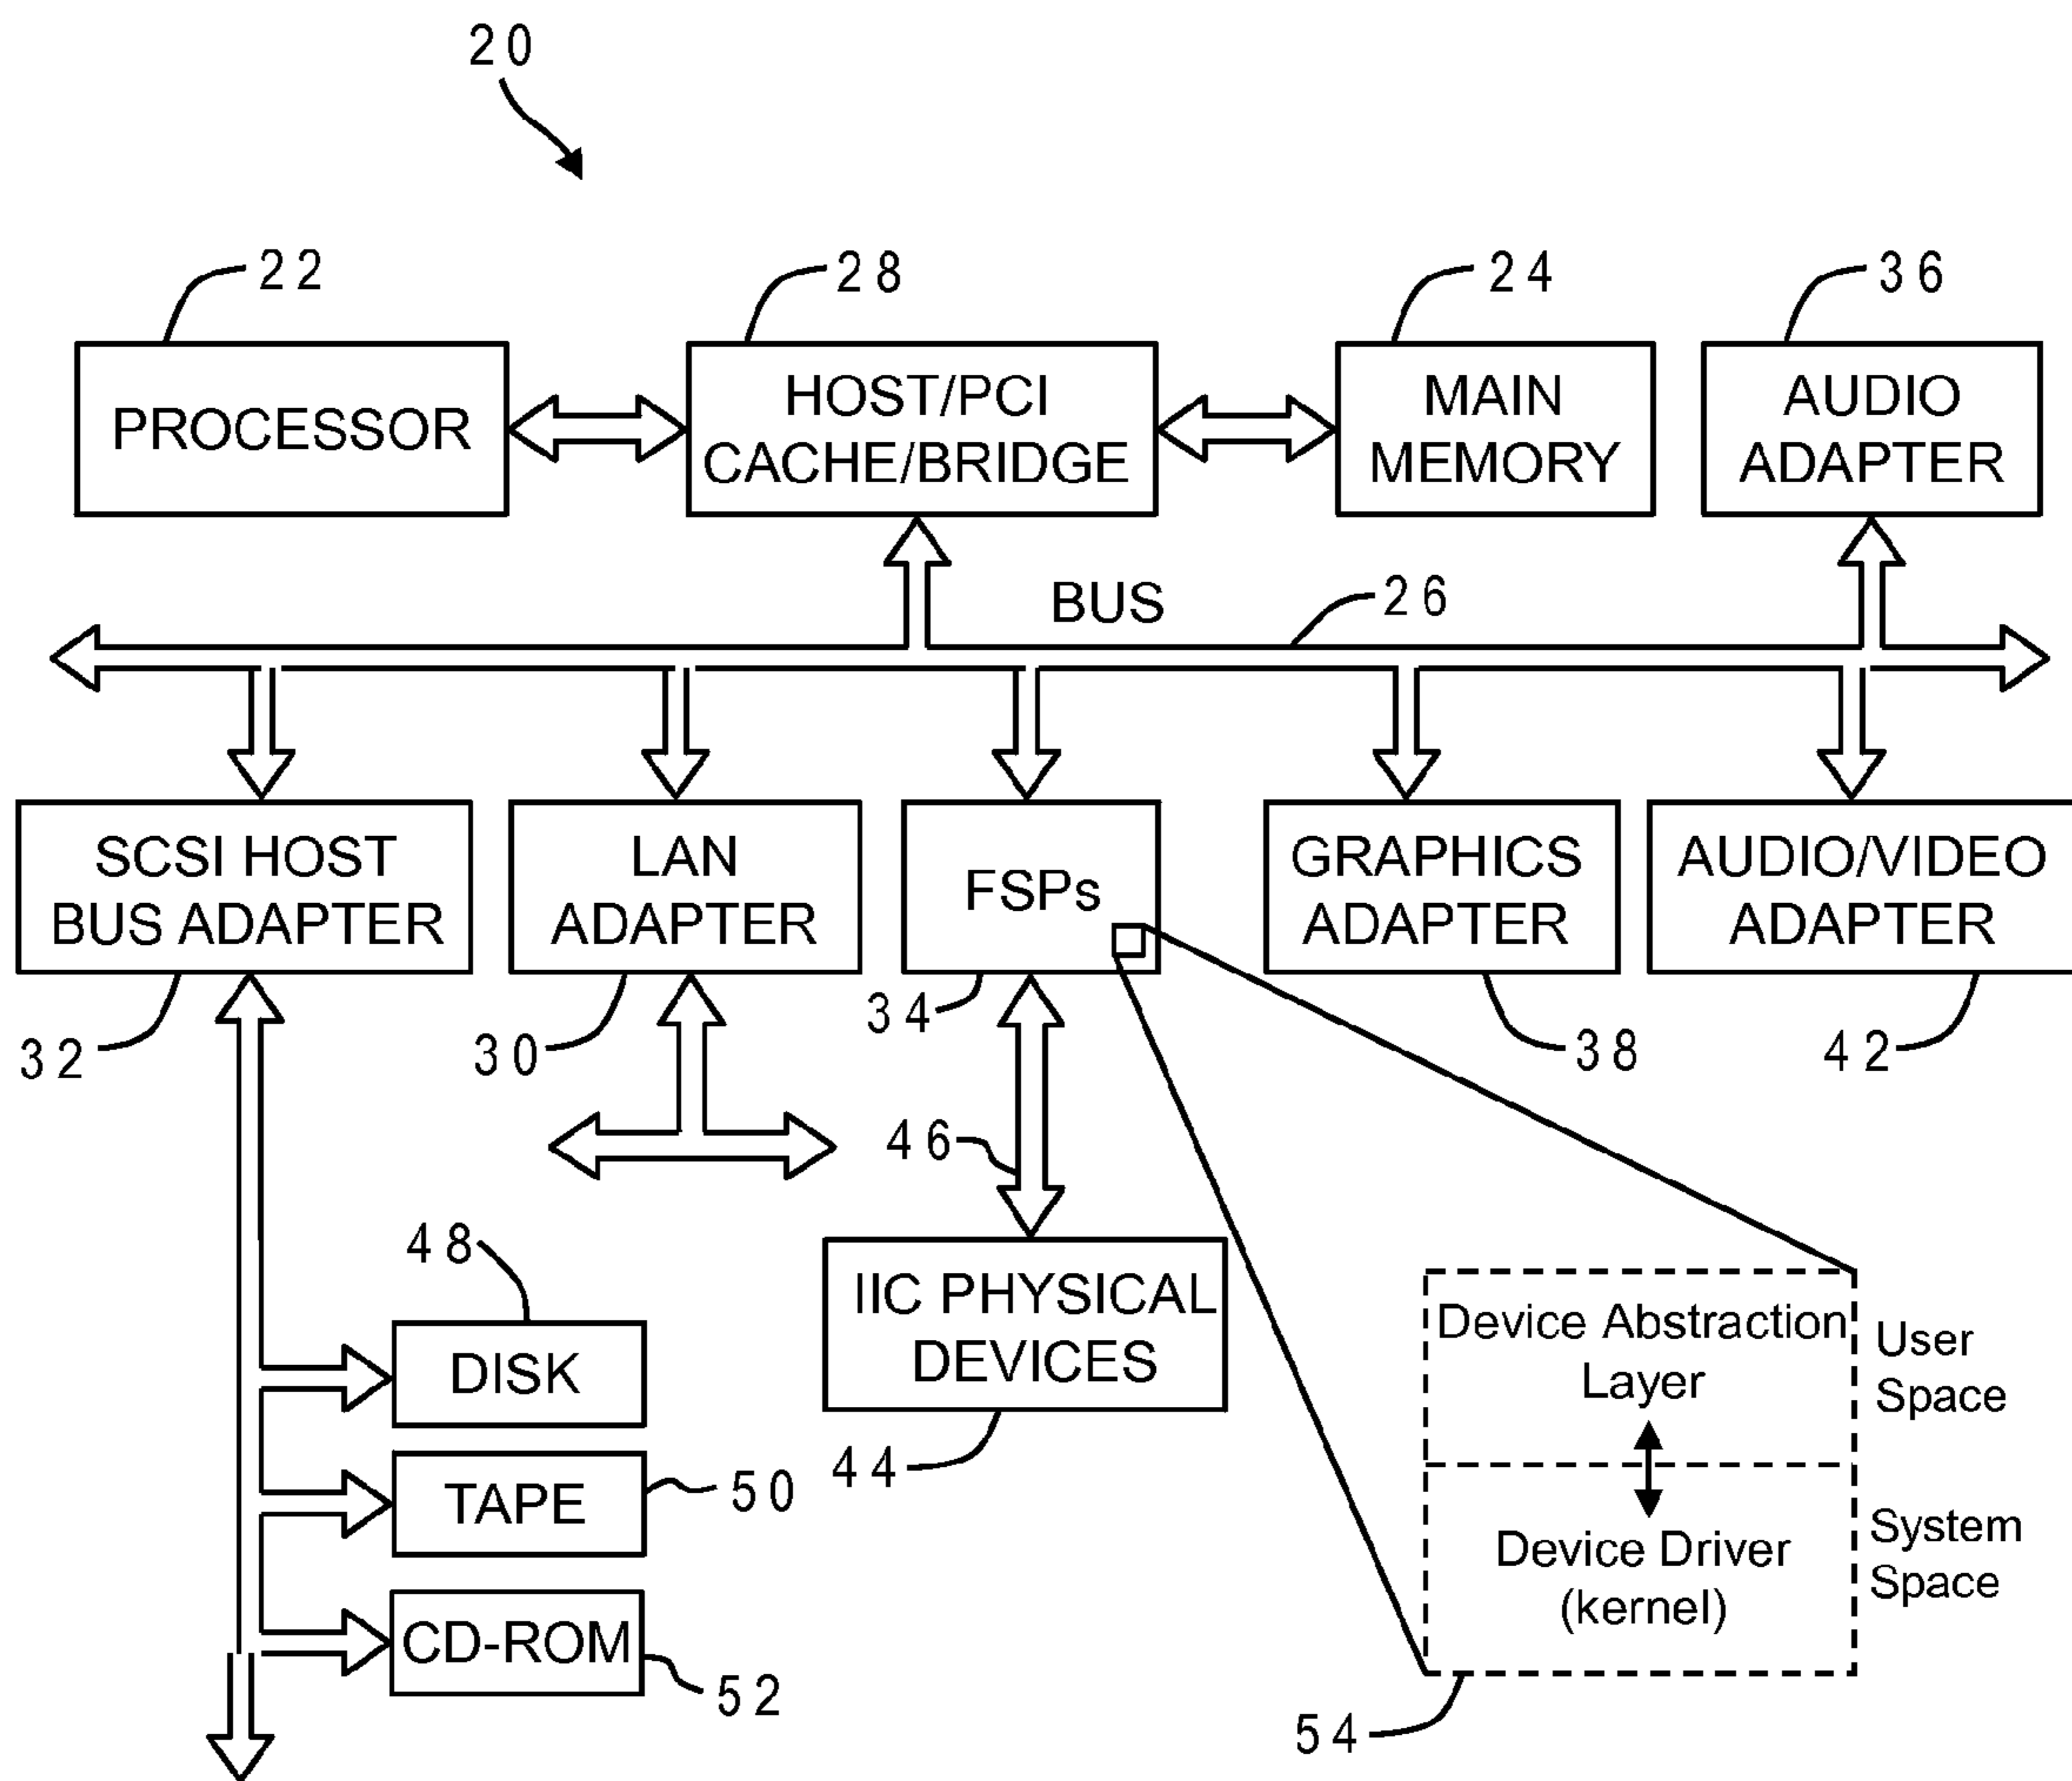 20
22
28
24
36
PROCESSOR
HOST/PCI
CACHE/BRIDGE
MAIN
MEMORY
AUDIO
ADAPTER
BUS
26
SCSI HOST
BUS ADAPTER
LAN
ADAPTER
FSPs
GRAPHICS
ADAPTER
AUDIO/VIDEO
ADAPTER
32
30
34
38
42
46
48
IIC PHYSICAL
DEVICES
44
DISK
TAPE
50
CD-ROM
52
Device Abstraction
Layer
User
Space
Device Driver
(kernel)
System
Space
54